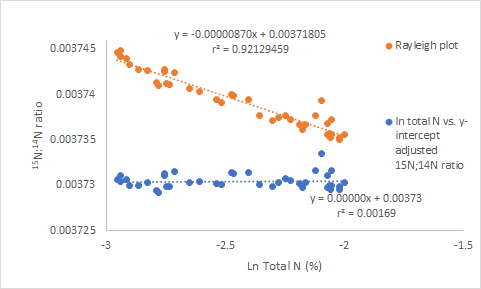 y = -0.00000870x + 0.00371805
r² = 0.92129459
0.003745
0.00374
0.003735
0.00373
0.003725
¹⁵N:¹⁴N ratio
-3
-2.5
-2
-1.5
Ln Total N (%)
y = 0.00000x + 0.00373
r² = 0.00169
Rayleigh plot
ln total N vs. y-
intercept
adjusted
15N;14N ratio